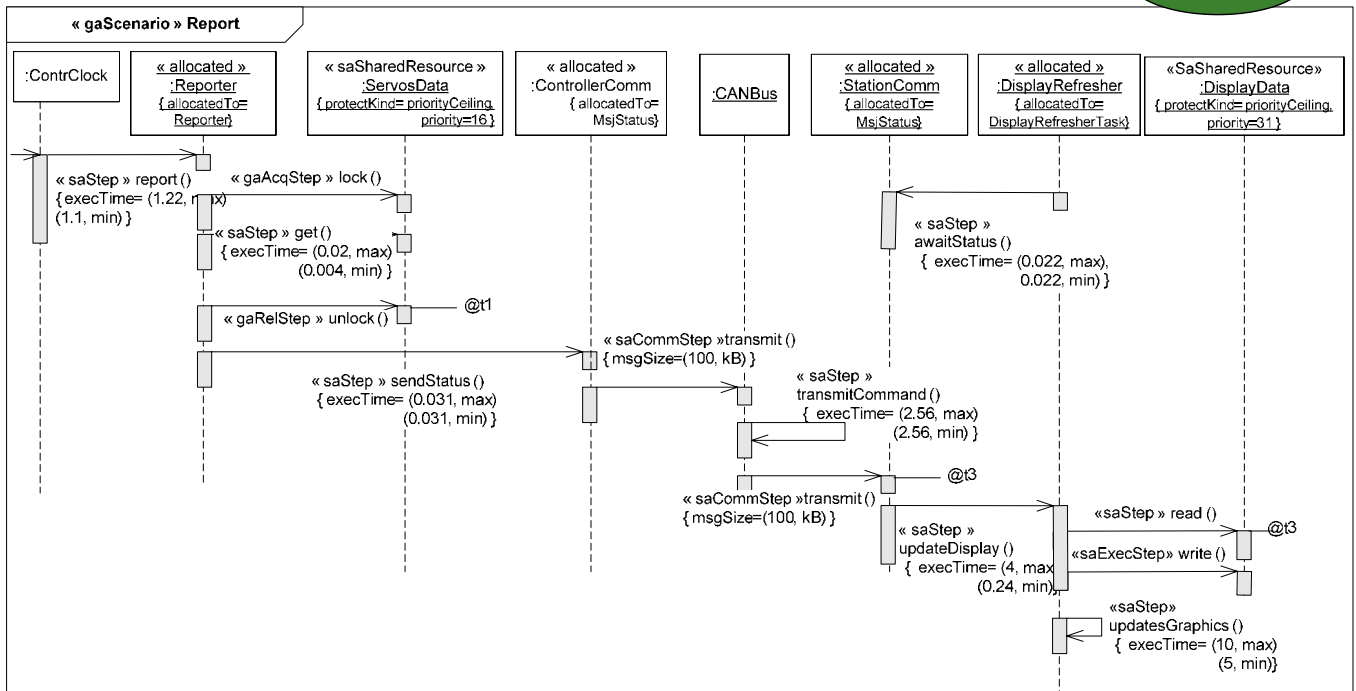 « gaScenario » Report
:ContrClock
« allocated »
:Reporter
{ allocatedTo=
Reporter}
« saSharedResource »
:ServosData
{ protectKind= priorityCeiling,
priority=16 }
« allocated »
:ControllerComm
{ allocatedTo=
MsjStatus}
:CANBus
« allocated »
:StationComm
{ allocatedTo=
MsjStatus}
« allocated »
:DisplayRefresher
{ allocatedTo=
DisplayRefresherTask}
«SaSharedResource»
:DisplayData
{ protectKind= priorityCeiling,
priority=31 }
« saStep » report ()
{ execTime= (1.22, max)
(1.1, min) }
« gaAcqStep » lock ()
« saStep » get ()
{ execTime= (0.02, max)
(0.004, min) }
« saStep »
awaitStatus ()
{ execTime= (0.022, max),
0.022, min) }
@t1
« gaRelStep » unlock ()
« saCommStep »transmit ()
{ msgSize=(100, kB) }
« saStep » sendStatus ()
{ execTime= (0.031, max)
(0.031, min) }
« saStep »
transmitCommand ()
{ execTime= (2.56, max)
(2.56, min) }
@t3
« saCommStep »transmit ()
{ msgSize=(100, kB) }
« saStep »
updateDisplay ()
{ execTime= (4, max
(0.24, min)}
«saStep » read ()
@t3
«saExecStep» write ()
«saStep»
updatesGraphics ()
{ execTime= (10, max)
(5, min)}